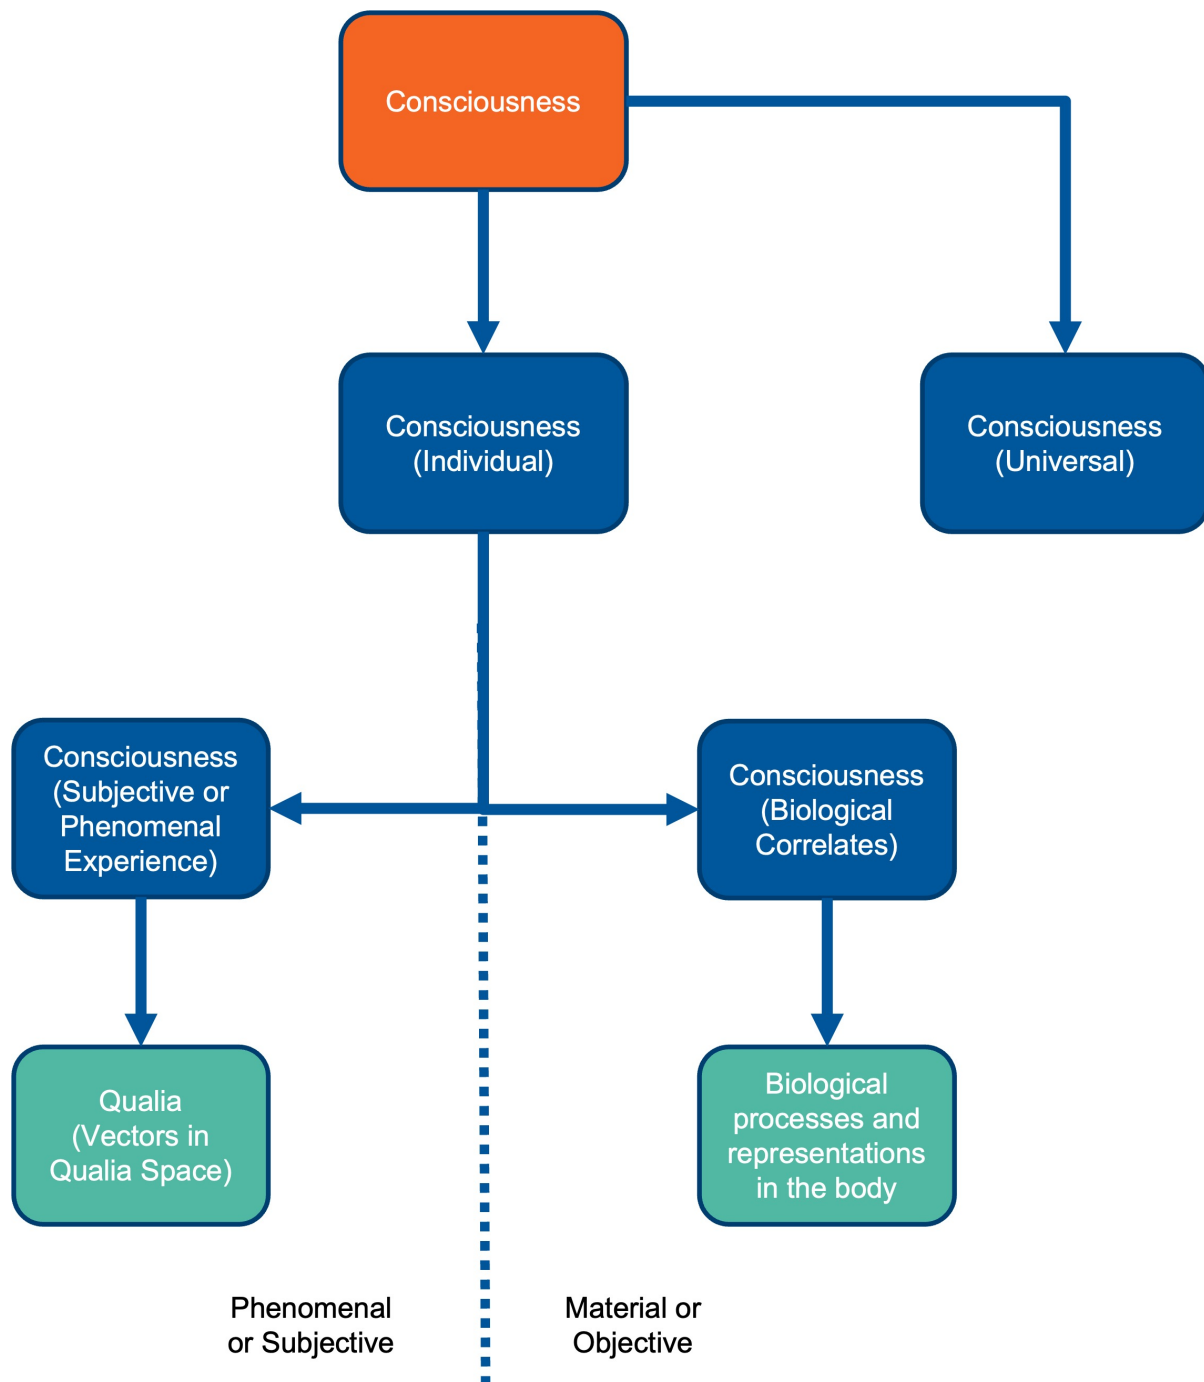 Consciousness
Consciousness
(Individual)
Consciousness
(Universal)
Consciousness
(Subjective or
Phenomenal
Experience)
Consciousness
(Biological
Correlates)
Qualia
(Vectors in
Qualia Space)
Biological
processes and
representations
in the body
Phenomenal
or Subjective
Material or
Objective